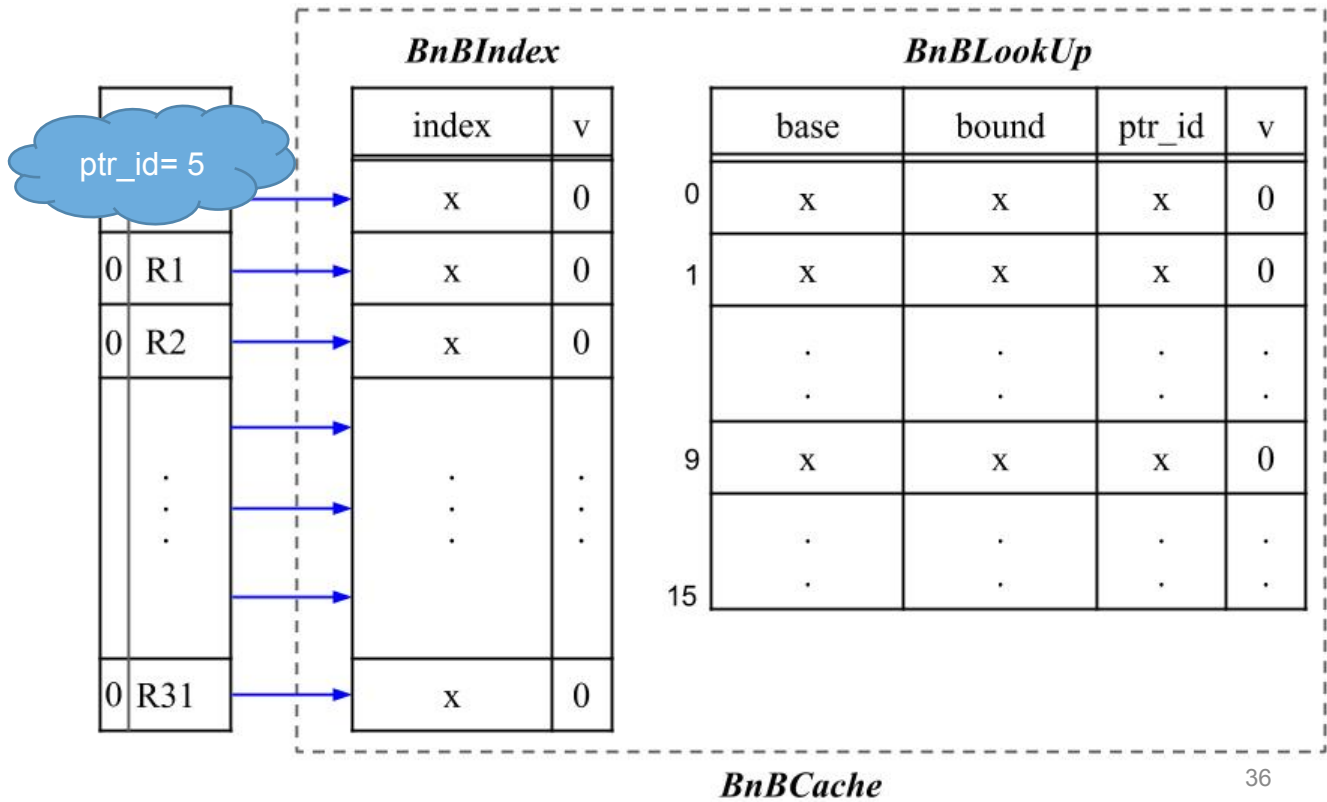 BnBIndex BnBLookUp
index v base bound ptr_id v
ptr_id= 5
x 0 0 x x x 0
0 R1 x 0 1 x x x 0
0 R2 x 0 . . . .
. . . .
9 x x x 0
. . . . . . .
. . . . . . .
. . .
15
0 R31 x 0
BnBCache 36